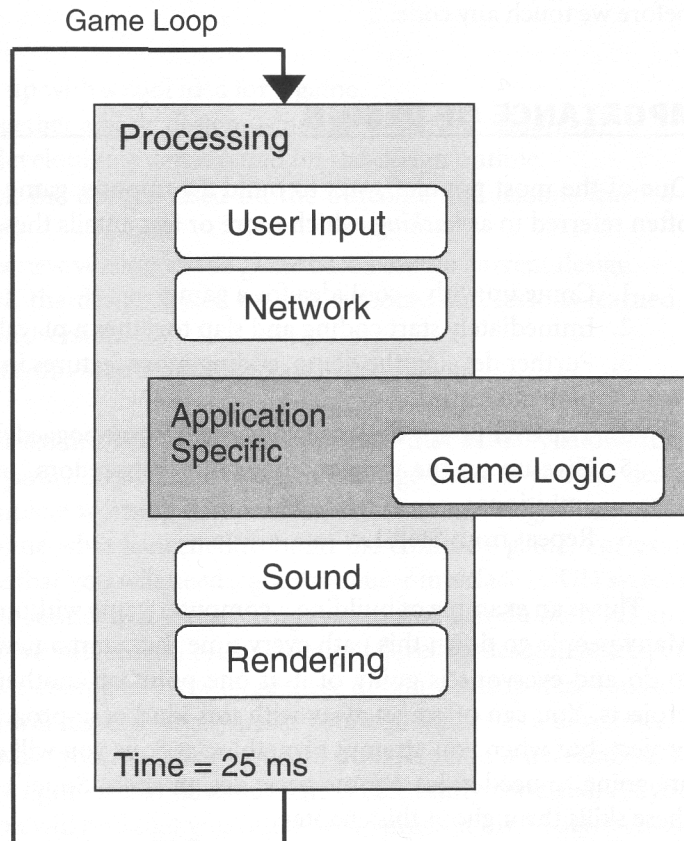 Game Loop
Processing
User Input
Network
Application
Specific
Game Logic
Sound
Rendering
Time = 25 ms